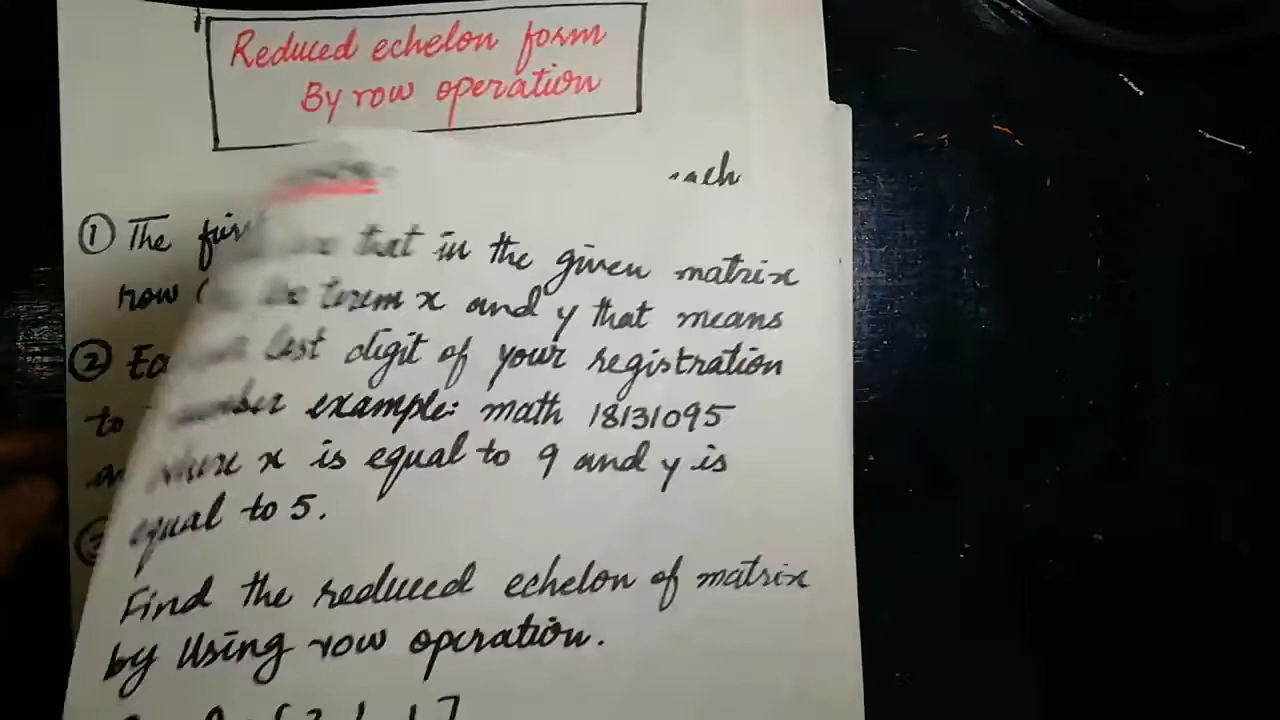 Reduced echelon form
By row operation
① The that in the given matrix
row term x and y that means
② digit of your registration
to example: math 18131095
x is equal to 9 and y is
equal to 5.
Find the reduced echelon of matrix
by Using row operation.